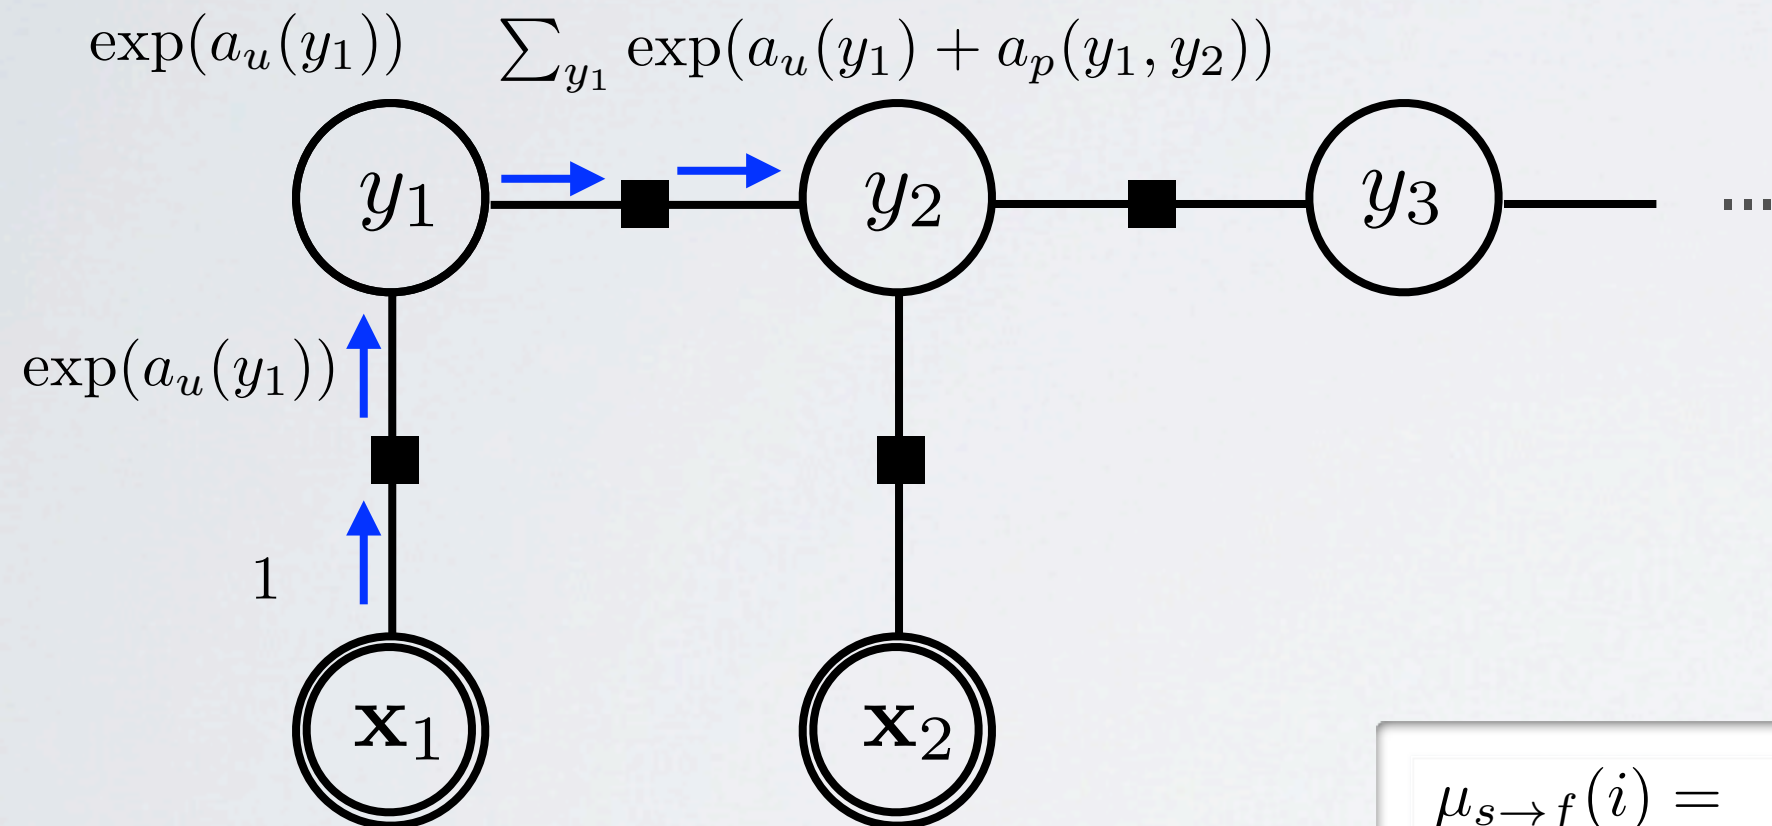 exp(a_u(y_1)) ∑_{y_1} exp(a_u(y_1) + a_p(y_1, y_2))
y_1 y_2 y_3 ...
exp(a_u(y_1))
1
𝐱_1 𝐱_2
μ_{s→f}(i) =